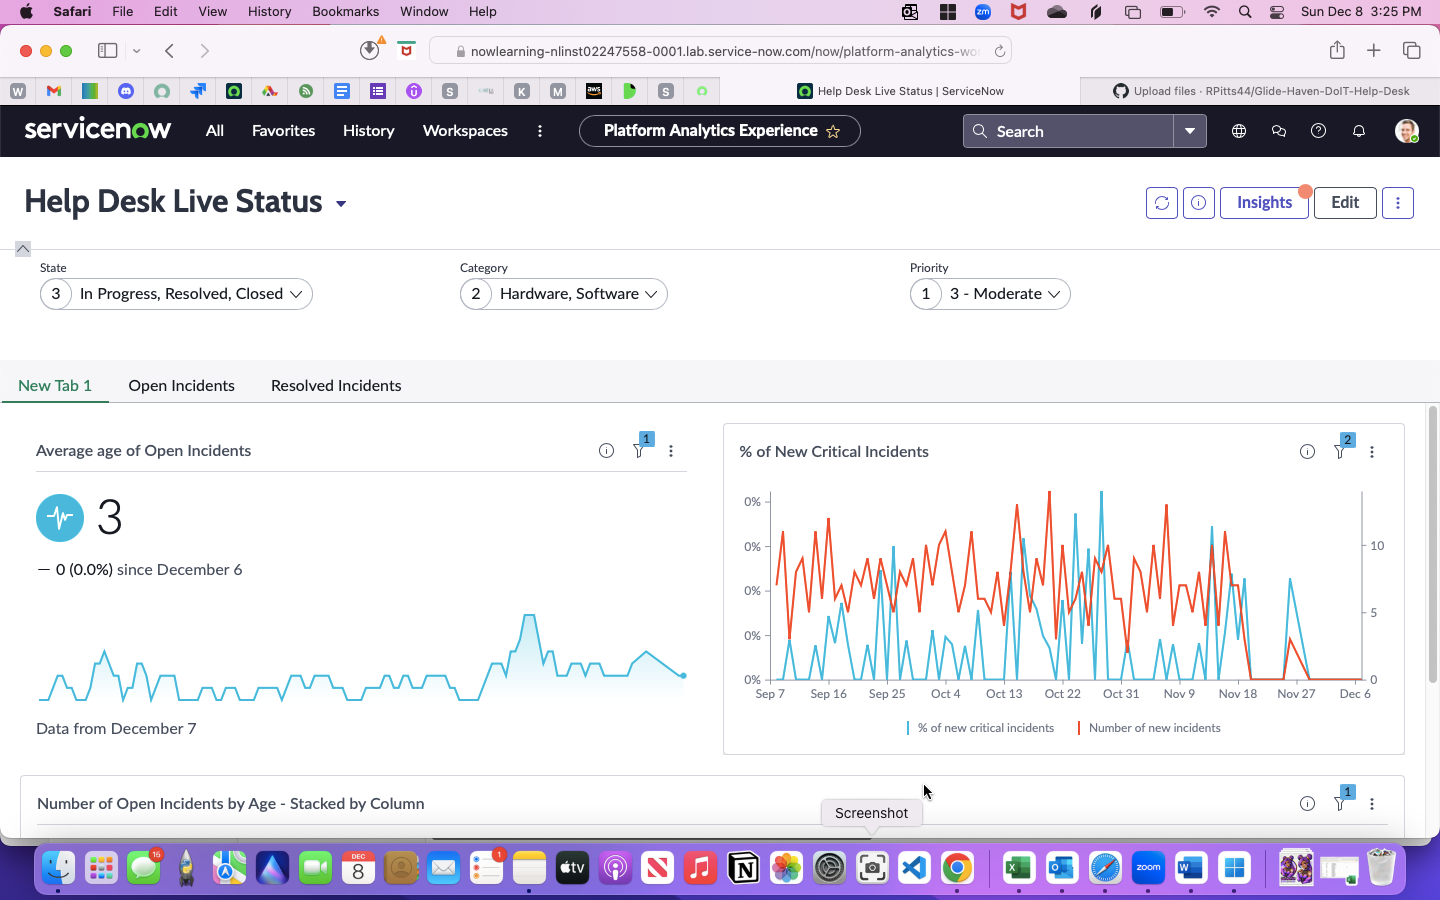 Safari File Edit View History Bookmarks Window Help zm Sun Dec 8 3:25 PM
nowlearning-nlinst02247558-0001.lab.service-now.com/now/platform-analytics-wo
W S K M aws S Help Desk Live Status | ServiceNow Upload files · RPitts44/Glide-Haven-DoIT-Help-Desk
servicenow All Favorites History Workspaces Platform Analytics Experience Search
Help Desk Live Status Insights Edit
State Category Priority
3 In Progress, Resolved, Closed 2 Hardware, Software 1 3 - Moderate
New Tab 1 Open Incidents Resolved Incidents
Average age of Open Incidents 1
3
0 (0.0%) since December 6
Data from December 7
% of New Critical Incidents 2
0%
0% 10
0% 5
0%
0% 0
Sep 7 Sep 16 Sep 25 Oct 4 Oct 13 Oct 22 Oct 31 Nov 9 Nov 18 Nov 27 Dec 6
% of new critical incidents Number of new incidents
Number of Open Incidents by Age - Stacked by Column 1
Screenshot
15 DEC 8 1 tv zoom